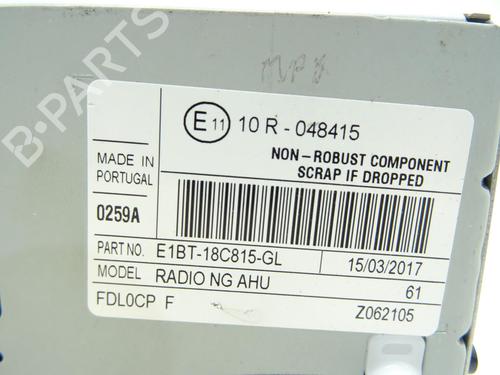 MP3
E11 10 R - 048415
NON-ROBUST COMPONENT
SCRAP IF DROPPED
MADE IN
PORTUGAL
0259A
PART NO. E1BT-18C815-GL 15/03/2017
MODEL RADIO NG AHU 61
FDL0CP F Z062105
B-PARTS